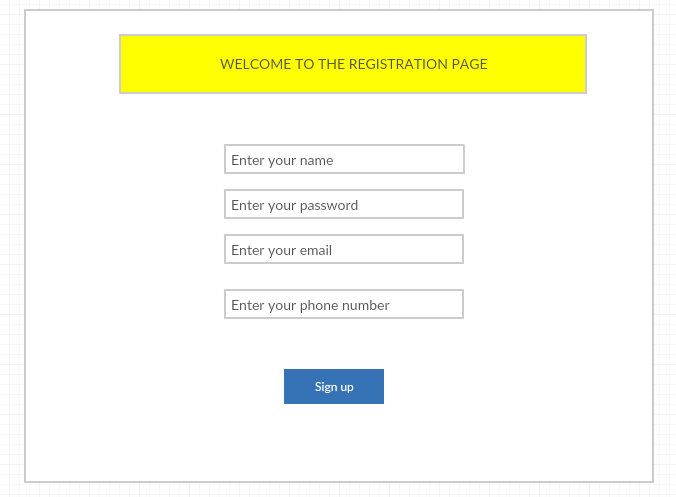 WELCOME TO THE REGISTRATION PAGE
Enter your name
Enter your password
Enter your email
Enter your phone number
Sign up